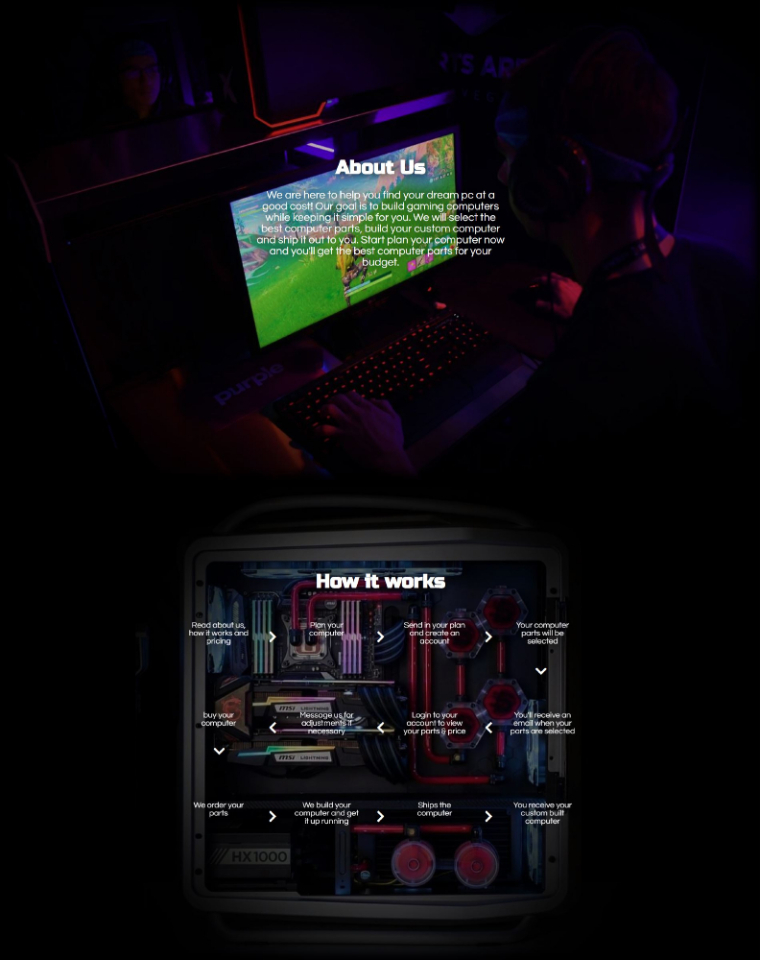 About Us
We are here to help you find your dream pc at a
good cost! Our goal is to build gaming computers
while keeping it simple for you. We will select the
best computer parts, build your custom computer
and ship it out to you. Start plan your computer now
and you'll get the best computer parts for your
budget.
purple
How it works
Read about us,
how it works and
pricing
Plan your
computer
Send in your plan
and create an
account
Your computer
parts will be
selected
You'll receive an
email when your
parts are selected
Login to your
account to view
your parts & price
Message us for
adjustments if
necessary
buy your
computer
msi LIGHTNING
msi LIGHTNING
We order your
parts
We build your
computer and get
it up running
Ships the
computer
You receive your
custom built
computer
HX1000